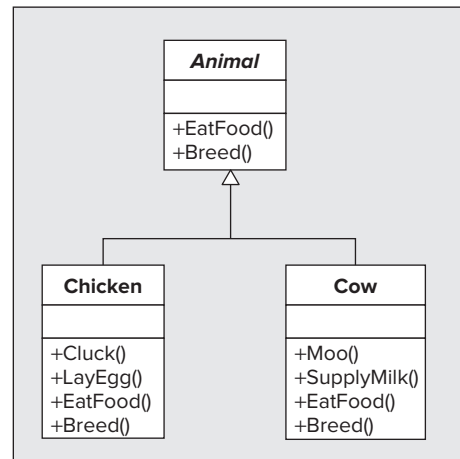 Animal
+EatFood()
+Breed()
Chicken
+Cluck()
+LayEgg()
+EatFood()
+Breed()
Cow
+Moo()
+SupplyMilk()
+EatFood()
+Breed()